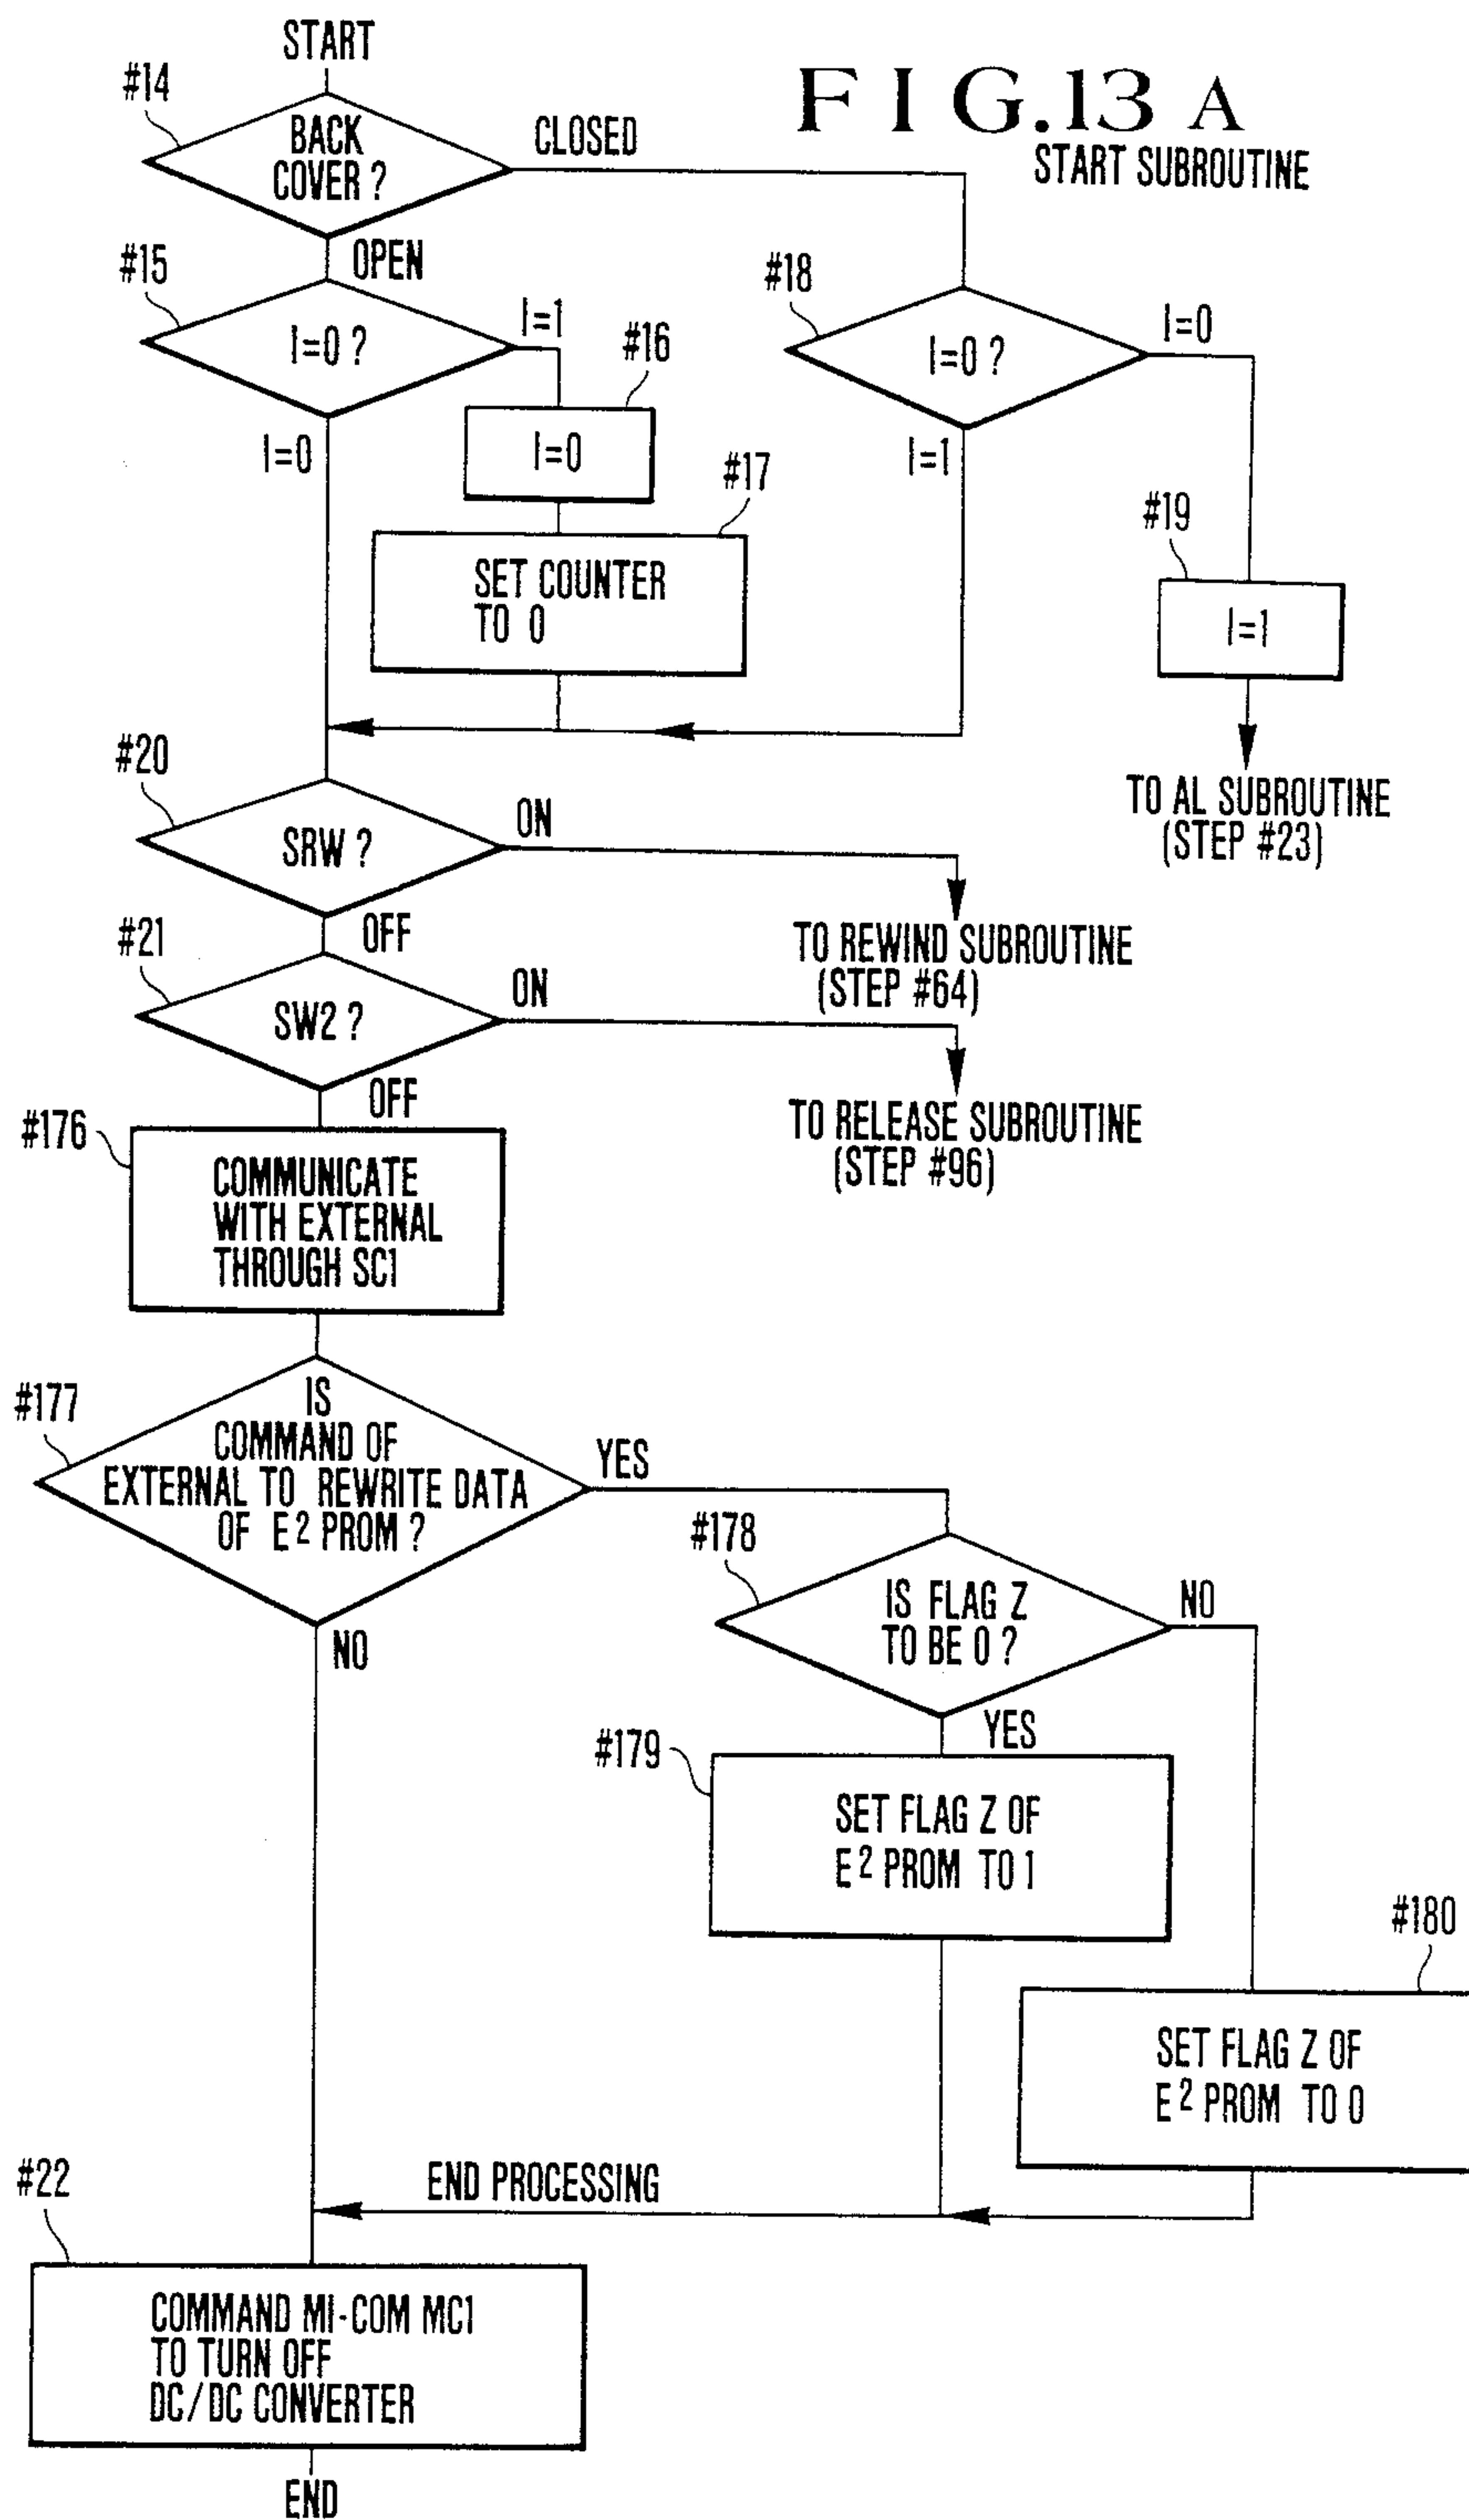 START
FIG.13 A
START SUBROUTINE
#14
BACK
COVER ?
CLOSED
OPEN
#15
I=0 ?
I=1
#16
I=0
#18
I=0 ?
I=0
I=0
I=1
#17
SET COUNTER
TO 0
#19
I=1
TO AL SUBROUTINE
(STEP #23)
#20
SRW ?
ON
OFF
TO REWIND SUBROUTINE
(STEP #64)
#21
SW2 ?
ON
OFF
TO RELEASE SUBROUTINE
(STEP #96)
#176
COMMUNICATE
WITH EXTERNAL
THROUGH SC1
#177
IS
COMMAND OF
EXTERNAL TO REWRITE DATA
OF E2 PROM ?
YES
NO
#178
IS FLAG Z
TO BE 0 ?
NO
YES
#179
SET FLAG Z OF
E2 PROM TO 1
#180
SET FLAG Z OF
E2 PROM TO 0
END PROCESSING
#22
COMMAND MI-COM MC1
TO TURN OFF
DC/DC CONVERTER
END